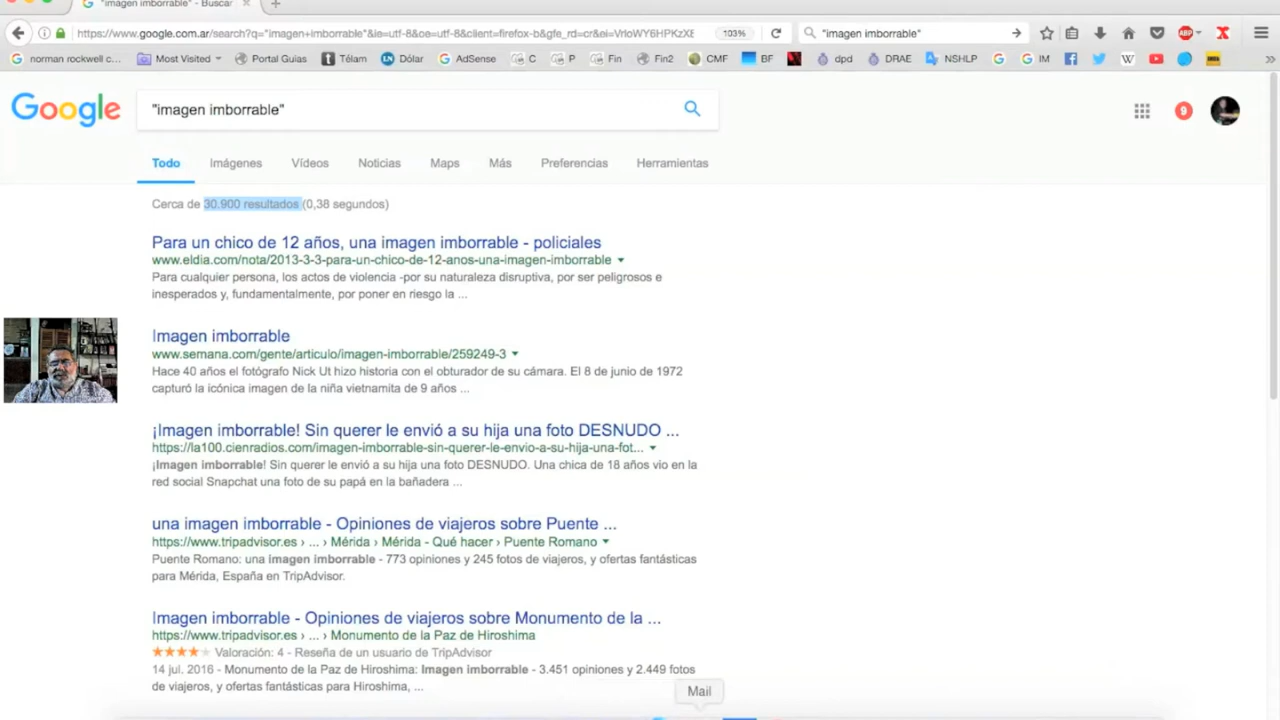 "imagen imborrable" - Buscar
https://www.google.com.ar/search?q="imagen+imborrable"&ie=utf-8&oe=utf-8&client=firefox-b&gfe_rd=cr&ei=
103%
"imagen imborrable"
norman rockwell c... Most Visited Portal Guias Télam Dólar AdSense C P Fin Fin2 CMF BF dpd DRAE NSHLP IM
Google
"imagen imborrable"
9
Todo Imágenes Vídeos Noticias Maps Más Preferencias Herramientas
Cerca de 30.900 resultados (0,38 segundos)
Para un chico de 12 años, una imagen imborrable - policiales
www.eldia.com/nota/2013-3-3-para-un-chico-de-12-anos-una-imagen-imborrable
Para cualquier persona, los actos de violencia -por su naturaleza disruptiva, por ser peligrosos e
inesperados y, fundamentalmente, por poner en riesgo la ...
Imagen imborrable
www.semana.com/gente/articulo/imagen-imborrable/259249-3
Hace 40 años el fotógrafo Nick Ut hizo historia con el obturador de su cámara. El 8 de junio de 1972
capturó la icónica imagen de la niña vietnamita de 9 años ...
¡Imagen imborrable! Sin querer le envió a su hija una foto DESNUDO ...
https://la100.cienradios.com/imagen-imborrable-sin-querer-le-envio-a-su-hija-una-fot...
¡Imagen imborrable! Sin querer le envió a su hija una foto DESNUDO. Una chica de 18 años vio en la
red social Snapchat una foto de su papá en la bañadera ...
una imagen imborrable - Opiniones de viajeros sobre Puente ...
https://www.tripadvisor.es › ... › Mérida › Mérida - Qué hacer › Puente Romano
Puente Romano: una imagen imborrable - 773 opiniones y 245 fotos de viajeros, y ofertas fantásticas
para Mérida, España en TripAdvisor.
Imagen imborrable - Opiniones de viajeros sobre Monumento de la ...
https://www.tripadvisor.es › ... › Monumento de la Paz de Hiroshima
Valoración: 4 - Reseña de un usuario de TripAdvisor
14 jul. 2016 - Monumento de la Paz de Hiroshima: Imagen imborrable - 3.451 opiniones y 2.449 fotos
de viajeros, y ofertas fantásticas para Hiroshima, ...
Mail